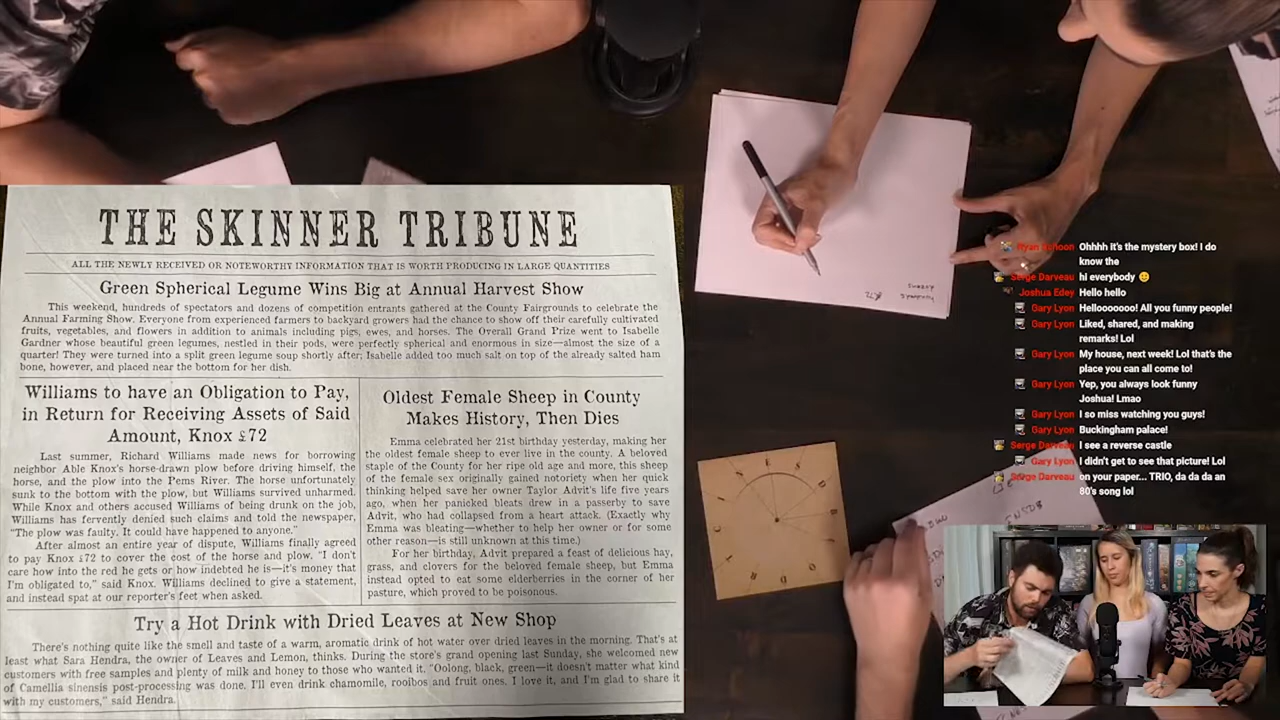 THE SKINNER TRIBUNE
ALL THE NEWLY RECEIVED OR NOTEWORTHY INFORMATION THAT IS WORTH PRODUCING IN LARGE QUANTITIES
Green Spherical Legume Wins Big at Annual Harvest Show
This weekend, hundreds of spectators and dozens of competition entrants gathered at the County Fairgrounds to celebrate the
Annual Farming Show. Everyone from experienced farmers to backyard growers had the chance to show off their carefully cultivated
fruits, vegetables, and flowers in addition to animals including pigs, ewes, and horses. The Overall Grand Prize went to Isabelle
Gardner whose beautiful green legumes, nestled in their pods, were perfectly spherical and enormous in size—almost the size of a
quarter! They were turned into a split green legume soup shortly after; Isabelle added too much salt on top of the already salted ham
bone, however, and placed near the bottom for her dish.
Williams to have an Obligation to Pay,
in Return for Receiving Assets of Said
Amount, Knox £72
Last summer, Richard Williams made news for borrowing
neighbor Able Knox's horse-drawn plow before driving himself, the
horse, and the plow into the Pems River. The horse unfortunately
sunk to the bottom with the plow, but Williams survived unharmed.
While Knox and others accused Williams of being drunk on the job,
Williams has fervently denied such claims and told the newspaper,
"The plow was faulty. It could have happened to anyone."
After almost an entire year of dispute, Williams finally agreed
to pay Knox £72 to cover the cost of the horse and plow. "I don't
care how into the red he gets or how indebted he is—it's money that
I'm obligated to," said Knox. Williams declined to give a statement,
and instead spat at our reporter's feet when asked.
Oldest Female Sheep in County
Makes History, Then Dies
Emma celebrated her 21st birthday yesterday, making her
the oldest female sheep to ever live in the county. A beloved
staple of the County for her ripe old age and more, this sheep
of the female sex originally gained notoriety when her quick
thinking helped save her owner Taylor Advit's life five years
ago, when her panicked bleats drew in a passerby to save
Advit, who had collapsed from a heart attack. (Exactly why
Emma was bleating—whether to help her owner or for some
other reason—is still unknown at this time.)
For her birthday, Advit prepared a feast of delicious hay,
grass, and clovers for the beloved female sheep, but Emma
instead opted to eat some elderberries in the corner of her
pasture, which proved to be poisonous.
Try a Hot Drink with Dried Leaves at New Shop
There's nothing quite like the smell and taste of a warm, aromatic drink of hot water over dried leaves in the morning. That's at
least what Sara Hendra, the owner of Leaves and Lemon, thinks. During the store's grand opening last Sunday, she welcomed new
customers with free samples and plenty of milk and honey to those who wanted it. "Oolong, black, green—it doesn't matter what kind
of Camellia sinensis post-processing was done. I'll even drink chamomile, rooibos and fruit ones. I love it, and I'm glad to share it
with my customers," said Hendra.
Ohhhh It's the mystery box! I do
know the
Serge Darveau hi everybody 😊
Joshua Edey Hello hello
Gary Lyon Hellooooooo! All you funny people!
Gary Lyon Liked, shared, and making
remarks! Lol
Gary Lyon My house, next week! Lol that's the
place you can all come to!
Gary Lyon Yep, you always look funny
Joshua! Lmao
Gary Lyon I so miss watching you guys!
Gary Lyon Buckingham palace!
Serge Darveau I see a reverse castle
Gary Lyon I didn't get to see that picture! Lol
Serge Darveau on your paper... TRIO, da da da an
80's song lol